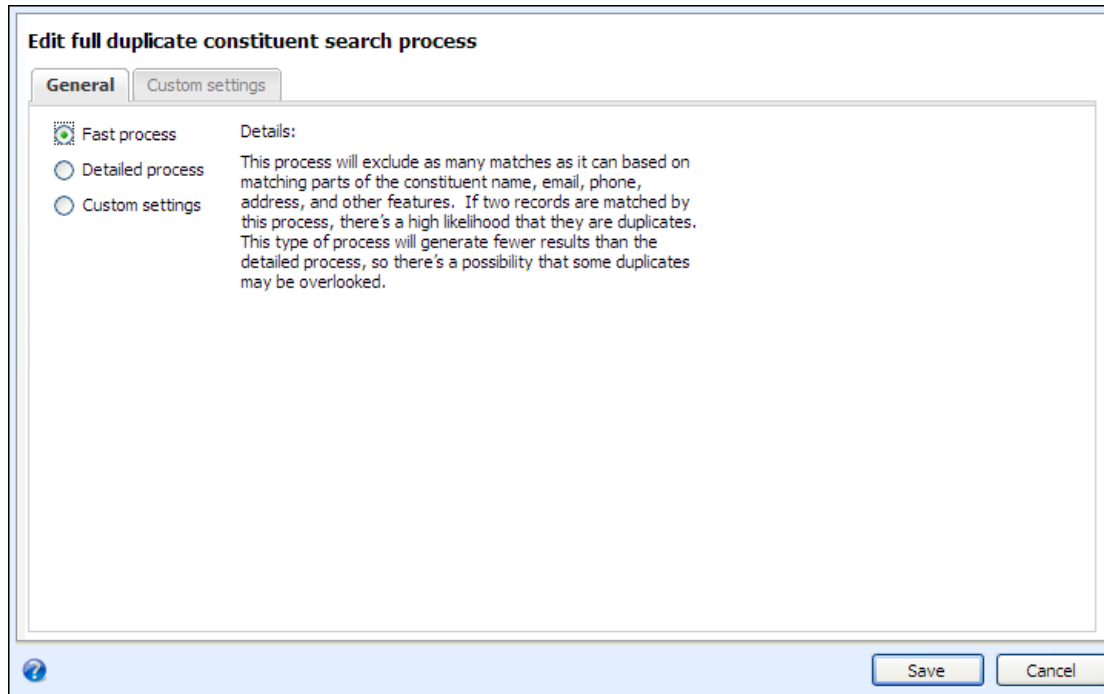 Edit full duplicate constituent search process
General
Custom settings
Fast process
Detailed process
Custom settings
Details:
This process will exclude as many matches as it can based on
matching parts of the constituent name, email, phone,
address, and other features.  If two records are matched by
this process, there's a high likelihood that they are duplicates.
This type of process will generate fewer results than the
detailed process, so there's a possibility that some duplicates
may be overlooked.
?
Save
Cancel